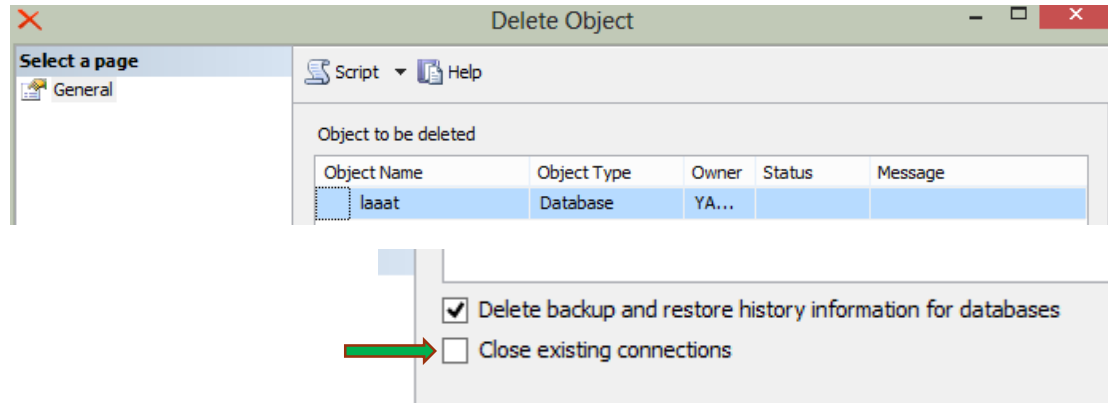 Delete Object
Select a page
General
Script Help
Object to be deleted
Object Name Object Type Owner Status Message
laaat Database YA...
Delete backup and restore history information for databases
Close existing connections